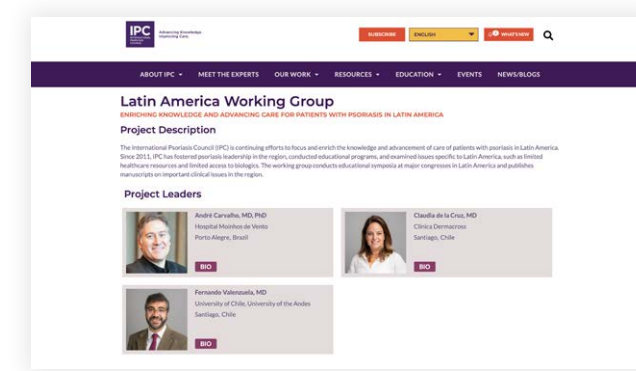 IPC
INTERNATIONAL
PSORIASIS
COUNCIL
Advancing Knowledge
Improving Care
SUBSCRIBE
ENGLISH
WHAT'S NEW
ABOUT IPC
MEET THE EXPERTS
OUR WORK
RESOURCES
EDUCATION
EVENTS
NEWS/BLOGS
Latin America Working Group
ENRICHING KNOWLEDGE AND ADVANCING CARE FOR PATIENTS WITH PSORIASIS IN LATIN AMERICA
Project Description
The International Psoriasis Council (IPC) is continuing efforts to focus and enrich the knowledge and advancement of care of patients with psoriasis in Latin America.
Since 2011, IPC has fostered psoriasis leadership in the region, conducted educational programs, and examined issues specific to Latin America, such as limited
healthcare resources and limited access to biologics. The working group conducts educational symposia at major congresses in Latin America and publishes
manuscripts on important clinical issues in the region.
Project Leaders
André Carvalho, MD, PhD
Hospital Moinhos de Vento
Porto Alegre, Brazil
BIO
Claudia de la Cruz, MD
Clínica Dermacross
Santiago, Chile
BIO
Fernando Valenzuela, MD
University of Chile, University of the Andes
Santiago, Chile
BIO